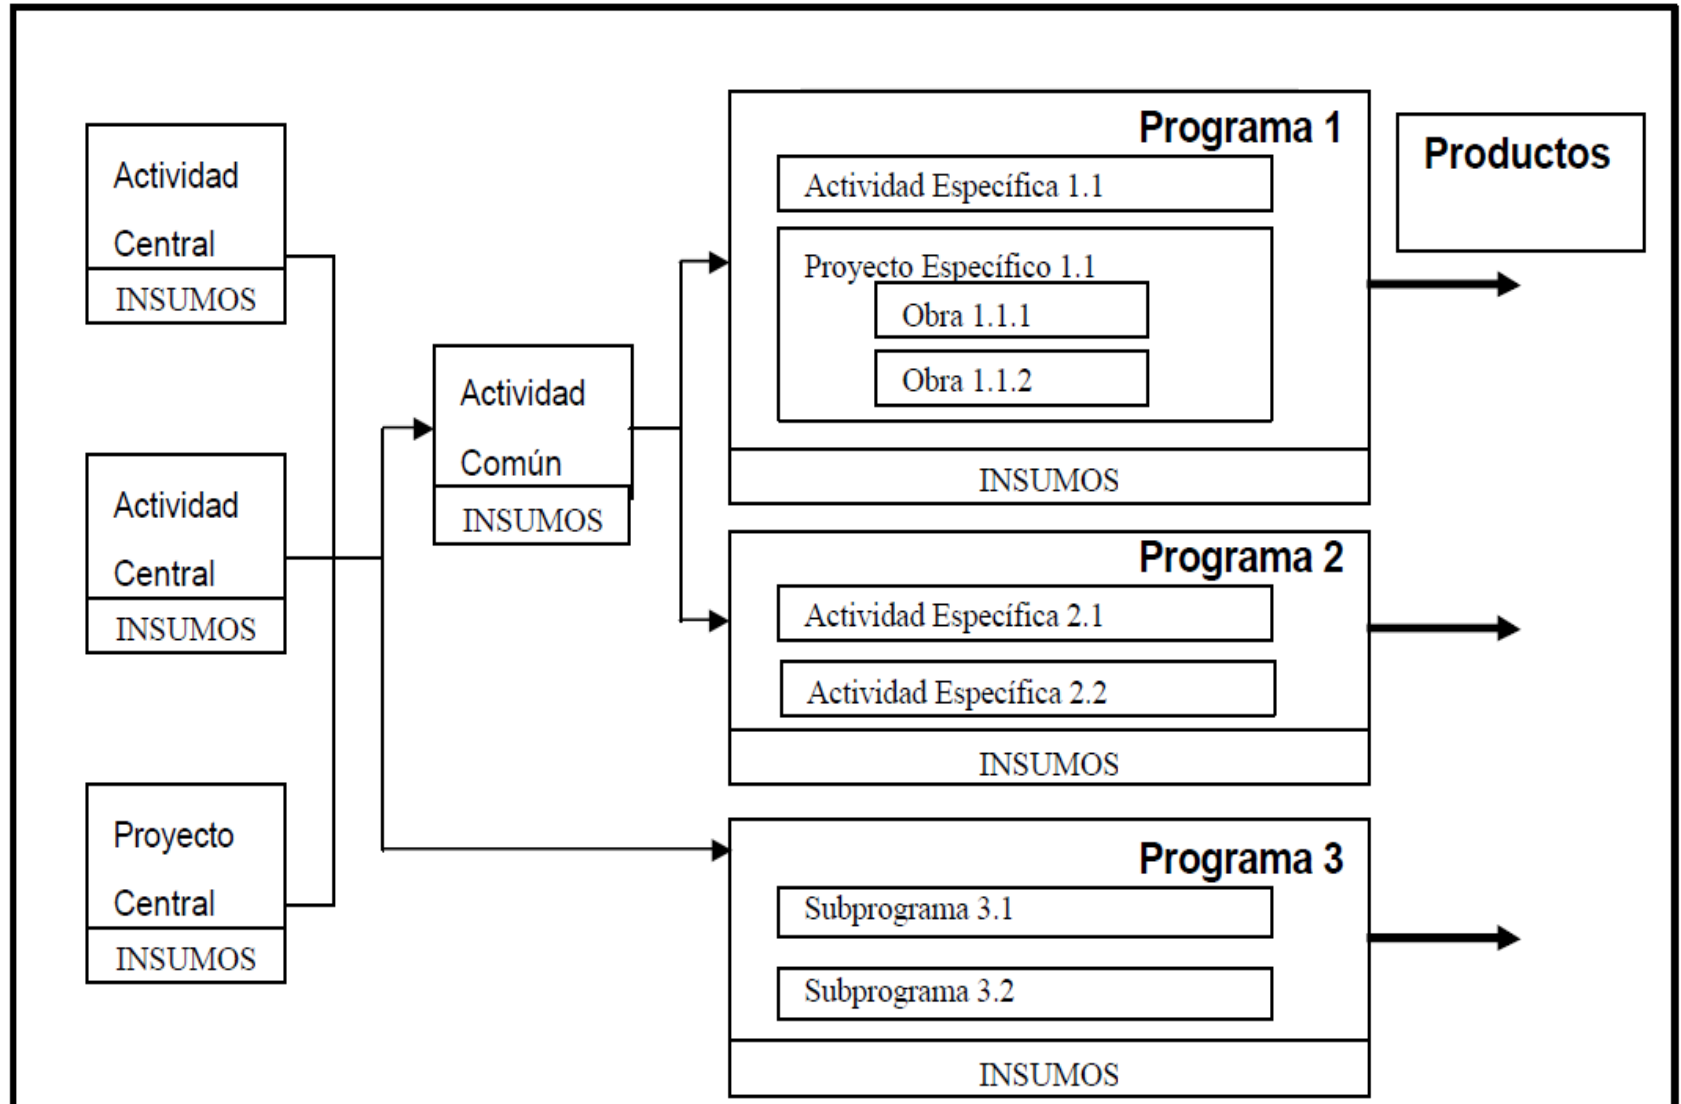 Actividad
Central
INSUMOS
Actividad
Central
INSUMOS
Proyecto
Central
INSUMOS
Actividad
Común
INSUMOS
Programa 1
Actividad Específica 1.1
Proyecto Específico 1.1
Obra 1.1.1
Obra 1.1.2
INSUMOS
Programa 2
Actividad Específica 2.1
Actividad Específica 2.2
INSUMOS
Programa 3
Subprograma 3.1
Subprograma 3.2
INSUMOS
Productos